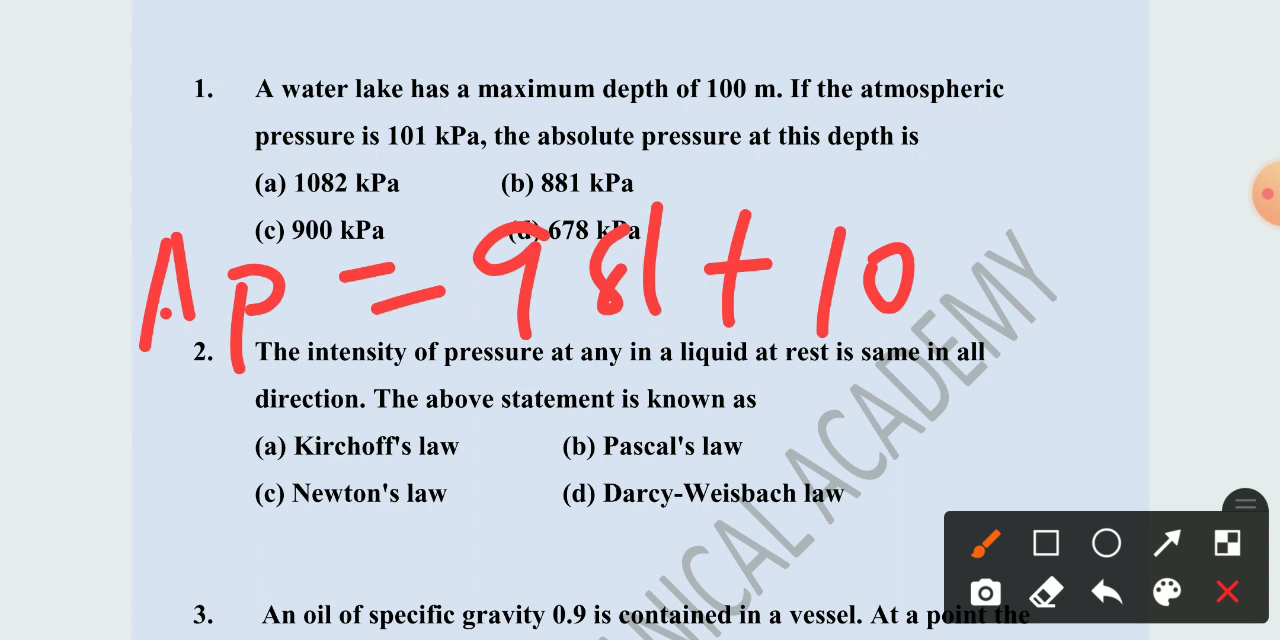 1. A water lake has a maximum depth of 100 m. If the atmospheric
pressure is 101 kPa, the absolute pressure at this depth is
(a) 1082 kPa (b) 881 kPa
(c) 900 kPa (d) 678 kPa
Ap = 981 + 10
2. The intensity of pressure at any in a liquid at rest is same in all
direction. The above statement is known as
(a) Kirchoff's law (b) Pascal's law
(c) Newton's law (d) Darcy-Weisbach law
NICAL ACADEMY
3. An oil of specific gravity 0.9 is contained in a vessel. At a point the